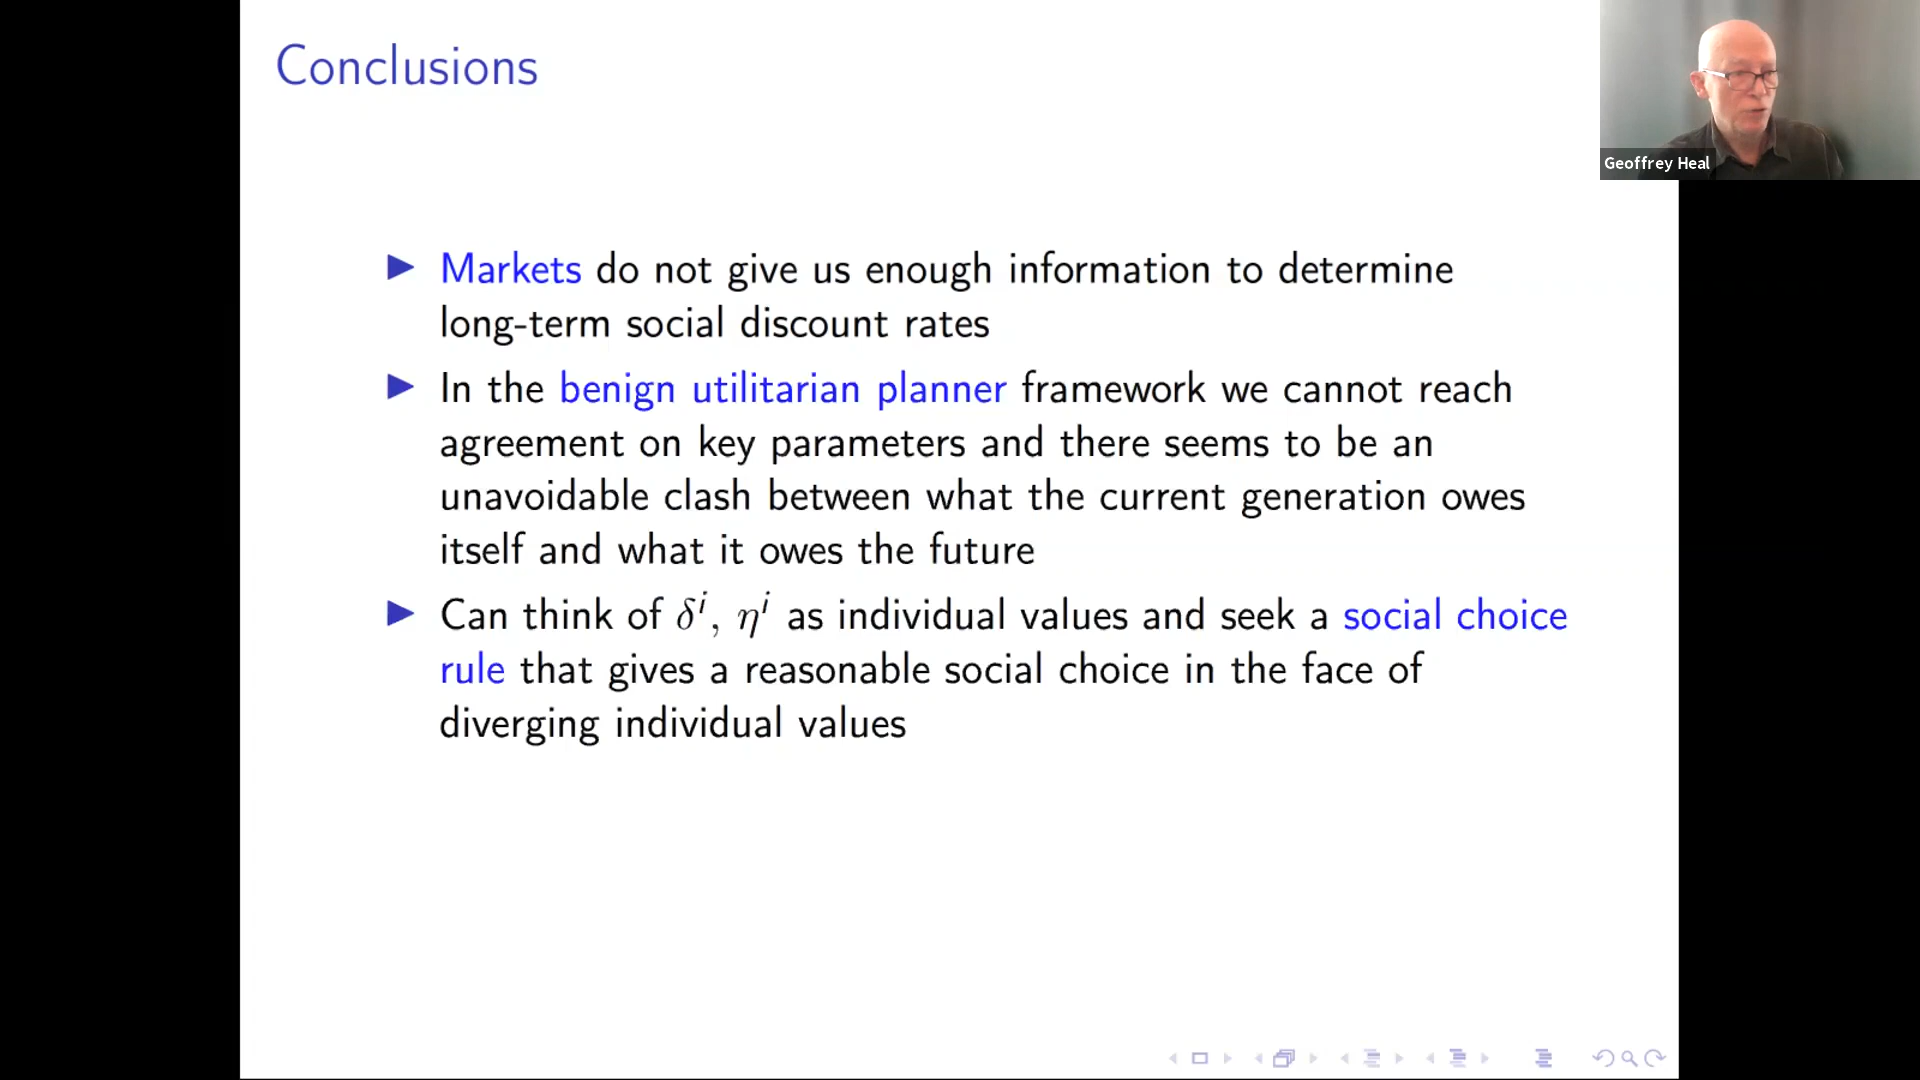 Conclusions
Geoffrey Heal
Markets do not give us enough information to determine
long-term social discount rates
In the benign utilitarian planner framework we cannot reach
agreement on key parameters and there seems to be an
unavoidable clash between what the current generation owes
itself and what it owes the future
Can think of δⁱ, ηⁱ as individual values and seek a social choice
rule that gives a reasonable social choice in the face of
diverging individual values